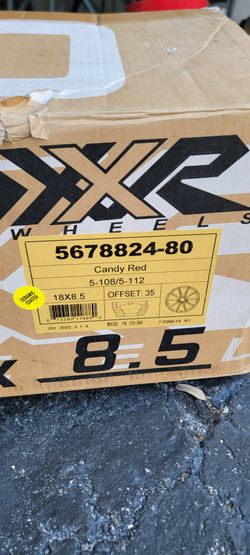 XXR
WHEELS
5678824-80
Candy Red
5-108/5-112
18X8.5
OFFSET: 35
MADE IN CHINA
CERAMIC COATED
X 8.5